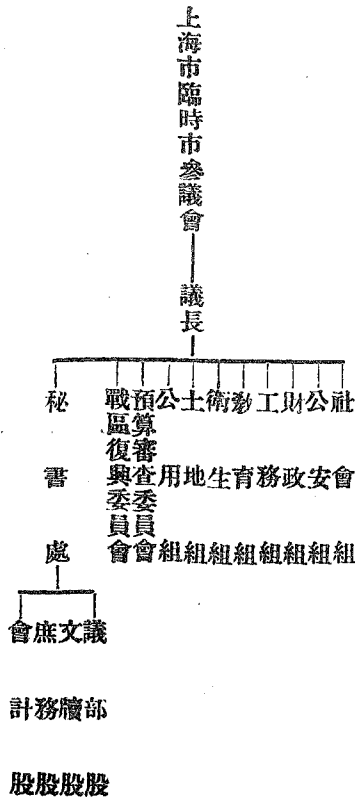 上海市臨時市參議會
議長
社會組
公安組
財政組
工務組
教育組
衛生組
土地組
公用組
預算審查委員會
戰區復興委員會
秘書處
議部股
文牘股
庶務股
會計股